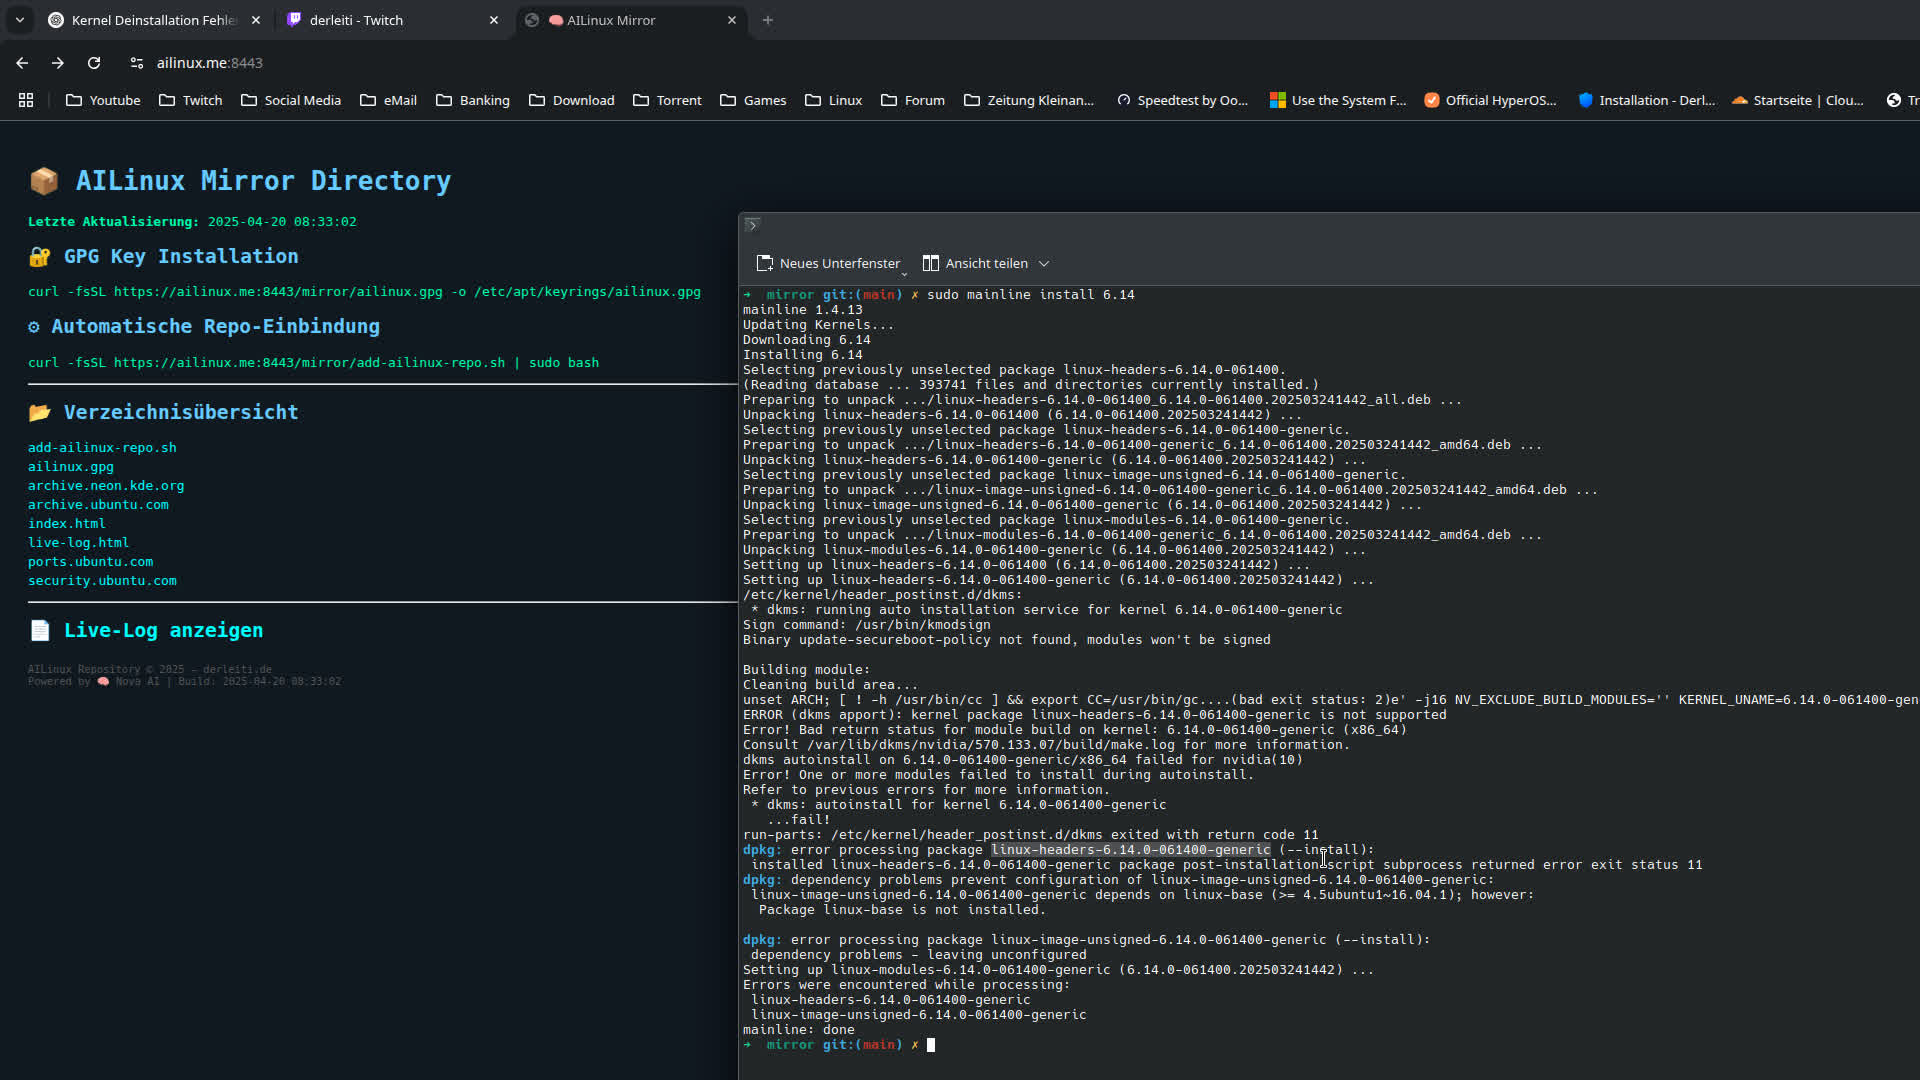 Kernel Deinstallation Fehle
derleiti - Twitch
AILinux Mirror
ailinux.me:8443
Youtube
Twitch
Social Media
eMail
Banking
Download
Torrent
Games
Linux
Forum
Zeitung Kleinan...
Speedtest by Oo...
Use the System F...
Official HyperOS...
Installation - Derl...
Startseite | Clou...
Tr
AILinux Mirror Directory
Letzte Aktualisierung: 2025-04-20 08:33:02
GPG Key Installation
curl -fsSL https://ailinux.me:8443/mirror/ailinux.gpg -o /etc/apt/keyrings/ailinux.gpg
Automatische Repo-Einbindung
curl -fsSL https://ailinux.me:8443/mirror/add-ailinux-repo.sh | sudo bash
Verzeichnisübersicht
add-ailinux-repo.sh
ailinux.gpg
archive.neon.kde.org
archive.ubuntu.com
index.html
live-log.html
ports.ubuntu.com
security.ubuntu.com
Live-Log anzeigen
AILinux Repository © 2025 — derleiti.de
Powered by 🧠 Nova AI | Build: 2025-04-20 08:33:02
Neues Unterfenster
Ansicht teilen
➜  mirror git:(main) ✗ sudo mainline install 6.14
mainline 1.4.13
Updating Kernels...
Downloading 6.14
Installing 6.14
Selecting previously unselected package linux-headers-6.14.0-061400.
(Reading database ... 393741 files and directories currently installed.)
Preparing to unpack .../linux-headers-6.14.0-061400_6.14.0-061400.202503241442_all.deb ...
Unpacking linux-headers-6.14.0-061400 (6.14.0-061400.202503241442) ...
Selecting previously unselected package linux-headers-6.14.0-061400-generic.
Preparing to unpack .../linux-headers-6.14.0-061400-generic_6.14.0-061400.202503241442_amd64.deb ...
Unpacking linux-headers-6.14.0-061400-generic (6.14.0-061400.202503241442) ...
Selecting previously unselected package linux-image-unsigned-6.14.0-061400-generic.
Preparing to unpack .../linux-image-unsigned-6.14.0-061400-generic_6.14.0-061400.202503241442_amd64.deb ...
Unpacking linux-image-unsigned-6.14.0-061400-generic (6.14.0-061400.202503241442) ...
Selecting previously unselected package linux-modules-6.14.0-061400-generic.
Preparing to unpack .../linux-modules-6.14.0-061400-generic_6.14.0-061400.202503241442_amd64.deb ...
Unpacking linux-modules-6.14.0-061400-generic (6.14.0-061400.202503241442) ...
Setting up linux-headers-6.14.0-061400 (6.14.0-061400.202503241442) ...
Setting up linux-headers-6.14.0-061400-generic (6.14.0-061400.202503241442) ...
/etc/kernel/header_postinst.d/dkms:
 * dkms: running auto installation service for kernel 6.14.0-061400-generic
Sign command: /usr/bin/kmodsign
Binary update-secureboot-policy not found, modules won't be signed
Building module:
Cleaning build area...
unset ARCH; [ ! -h /usr/bin/cc ] && export CC=/usr/bin/gc....(bad exit status: 2)e' -j16 NV_EXCLUDE_BUILD_MODULES='' KERNEL_UNAME=6.14.0-061400-gen
ERROR (dkms apport): kernel package linux-headers-6.14.0-061400-generic is not supported
Error! Bad return status for module build on kernel: 6.14.0-061400-generic (x86_64)
Consult /var/lib/dkms/nvidia/570.133.07/build/make.log for more information.
dkms autoinstall on 6.14.0-061400-generic/x86_64 failed for nvidia(10)
Error! One or more modules failed to install during autoinstall.
Refer to previous errors for more information.
 * dkms: autoinstall for kernel 6.14.0-061400-generic
   ...fail!
run-parts: /etc/kernel/header_postinst.d/dkms exited with return code 11
dpkg: error processing package linux-headers-6.14.0-061400-generic (--install):
 installed linux-headers-6.14.0-061400-generic package post-installation script subprocess returned error exit status 11
dpkg: dependency problems prevent configuration of linux-image-unsigned-6.14.0-061400-generic:
 linux-image-unsigned-6.14.0-061400-generic depends on linux-base (>= 4.5ubuntu1~16.04.1); however:
  Package linux-base is not installed.
dpkg: error processing package linux-image-unsigned-6.14.0-061400-generic (--install):
 dependency problems - leaving unconfigured
Setting up linux-modules-6.14.0-061400-generic (6.14.0-061400.202503241442) ...
Errors were encountered while processing:
 linux-headers-6.14.0-061400-generic
 linux-image-unsigned-6.14.0-061400-generic
mainline: done
➜  mirror git:(main) ✗